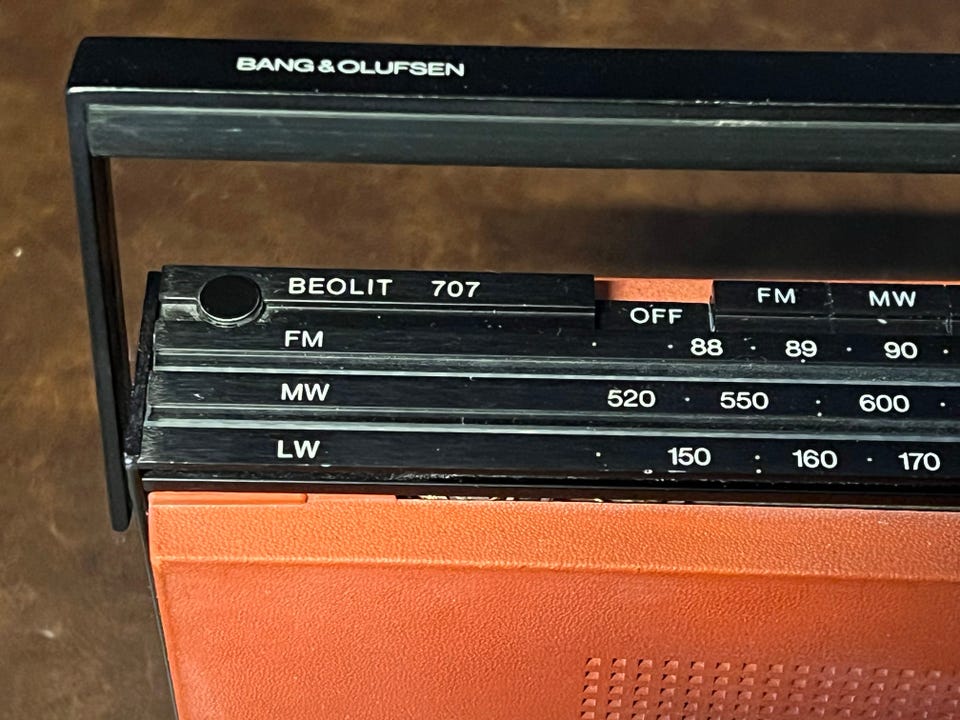 BANG & OLUFSEN
BEOLIT 707
OFF FM MW
FM 88 89 90
MW 520 550 600
LW 150 160 170